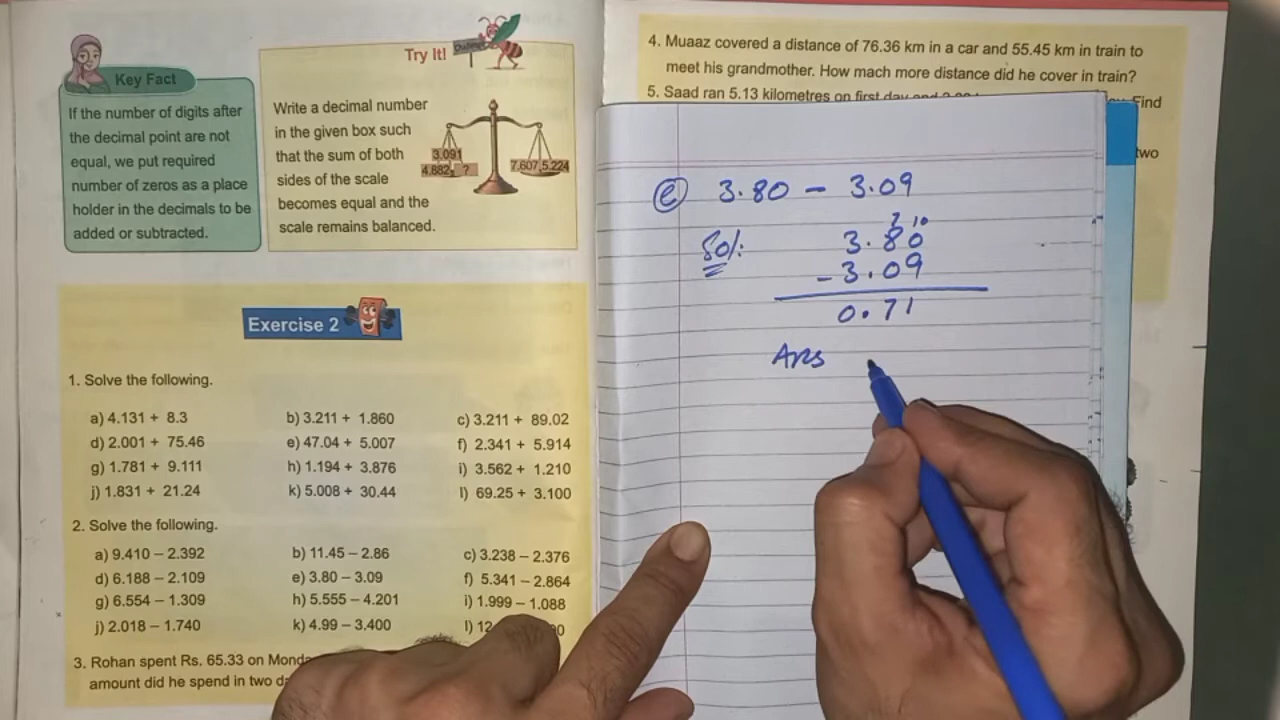 Key Fact
If the number of digits after
the decimal point are not
equal, we put required
number of zeros as a place
holder in the decimals to be
added or subtracted.
Try It!
Challenge
Write a decimal number
in the given box such
that the sum of both
sides of the scale
becomes equal and the
scale remains balanced.
3.091
4.882, ?
7.607,5.224
Exercise 2
1. Solve the following.
a) 4.131 + 8.3 b) 3.211 + 1.860 c) 3.211 + 89.02
d) 2.001 + 75.46 e) 47.04 + 5.007 f) 2.341 + 5.914
g) 1.781 + 9.111 h) 1.194 + 3.876 i) 3.562 + 1.210
j) 1.831 + 21.24 k) 5.008 + 30.44 l) 69.25 + 3.100
2. Solve the following.
a) 9.410 – 2.392 b) 11.45 – 2.86 c) 3.238 – 2.376
d) 6.188 – 2.109 e) 3.80 – 3.09 f) 5.341 – 2.864
g) 6.554 – 1.309 h) 5.555 – 4.201 i) 1.999 – 1.088
j) 2.018 – 1.740 k) 4.99 – 3.400 l) 12
3. Rohan spent Rs. 65.33 on
amount did he spend in two
4. Muaaz covered a distance of 76.36 km in a car and 55.45 km in train to
meet his grandmother. How mach more distance did he cover in train?
5. Saad ran 5.13 kilometres on first day and Find
two
e 3.80 – 3.09
Sol:
7 10
3.80
-3.09
0.71
Ans